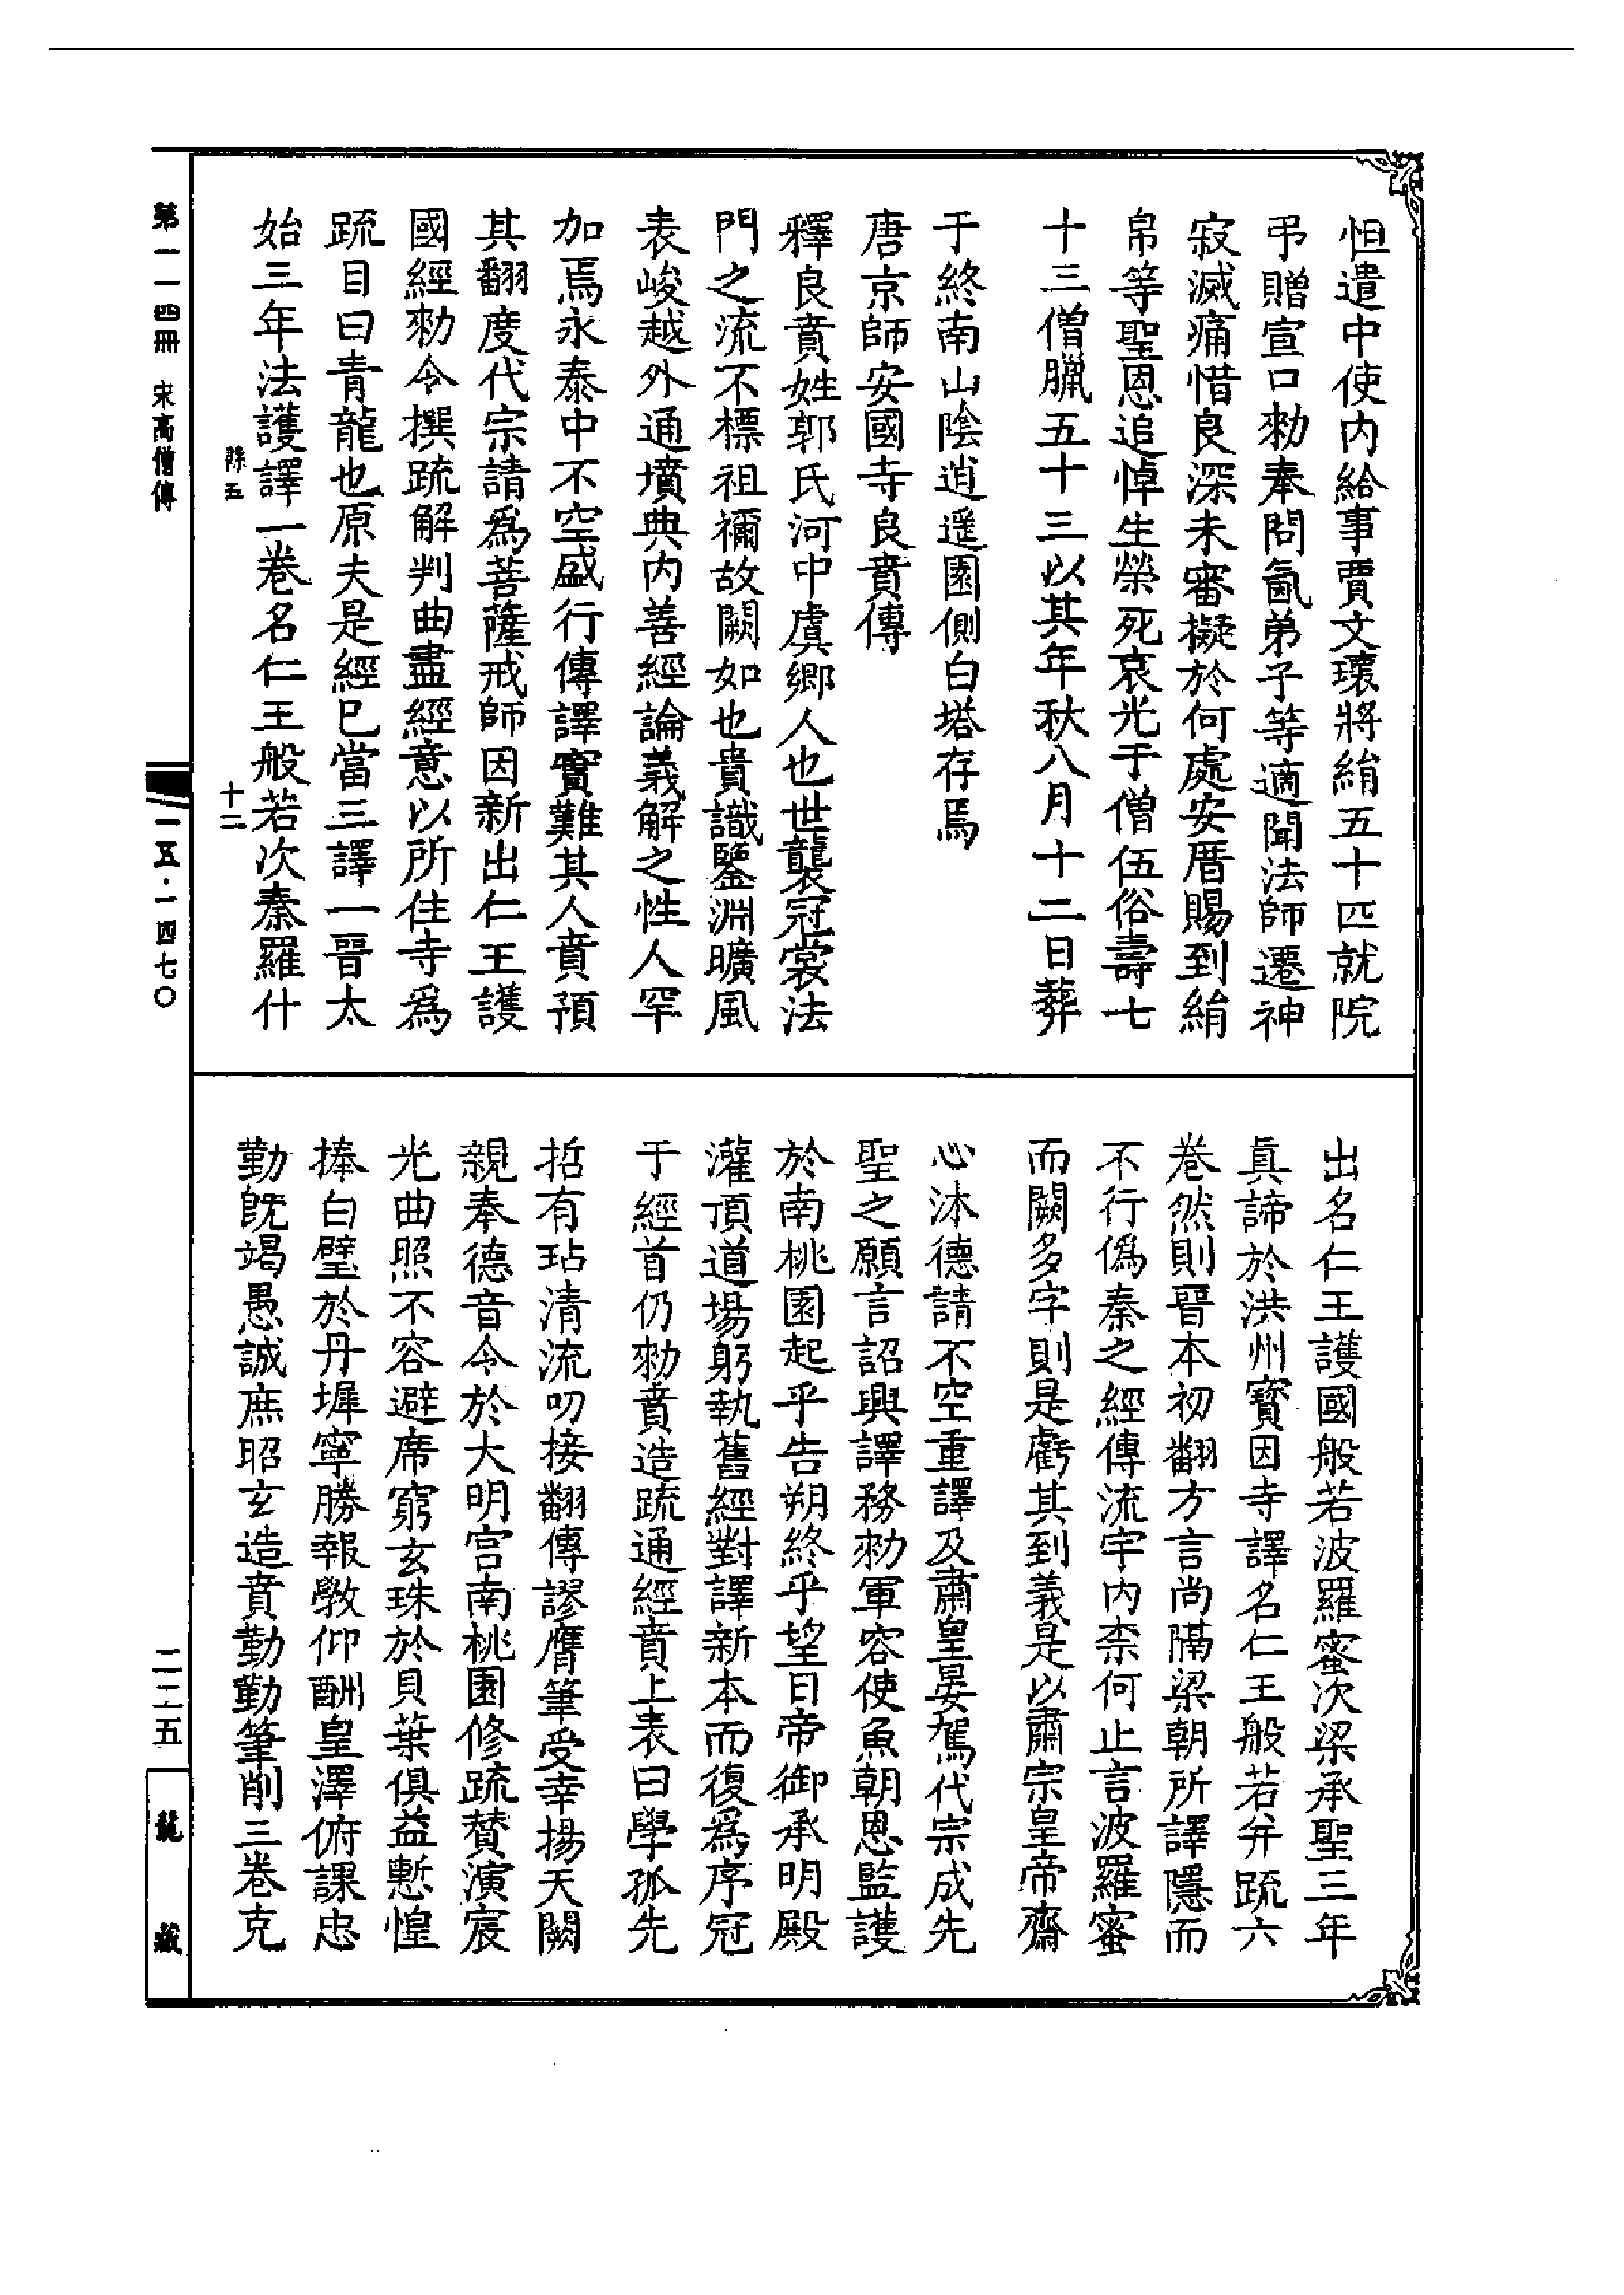 怛遣中使内給事賈文瓌將絹五十匹就院
弔贈宣口勅奉問氤弟子等適聞法師遷神
寂滅痛惜良深未審擬於何處安厝賜到絹
帛等聖恩追悼生榮死哀光于僧伍俗壽七
十三僧臘五十三以其年秋八月十二日葬
于終南山陰逍遥園側白塔存焉
唐京師安國寺良賁傳
釋良賁姓郭氏河中虞鄉人也世襲冠裳法
門之流不標祖禰故闕如也貴識鑒淵曠風
表峻越外通墳典内善經論義解之性人罕
加焉永泰中不空盛行傳譯實難其人賁預
其翻度代宗請爲菩薩戒師因新出仁王護
國經勅令撰䟽解判曲盡經意以所住寺爲
䟽目曰青龍也原夫是經已當三譯一晉太
始三年法護譯一卷名仁王般若次秦羅什
出名仁王護國般若波羅蜜次梁承聖三年
真諦於洪州寶因寺譯名仁王般若并䟽六
卷然則晉本初翻方言尚隔梁朝所譯隱而
不行僞秦之經傳流宇内柰何止言波羅蜜
而闕多字則是虧其到義是以肅宗皇帝齋
心沐德請不空重譯及肅皇晏駕代宗成先
聖之願言詔興譯務勅軍容使魚朝恩監護
於南桃園起乎告朔終乎望日帝御承明殿
灌頂道場躬執舊經對譯新本而復爲序冠
于經首仍勅賁造䟽通經賁上表曰學孤先
哲有玷清流叨接翻傳謬膺筆受幸揚天闕
親奉德音令於大明宫南桃園修䟽贊演宸
光曲照不容避席窮玄珠於貝葉俱益慙惶
捧白璧於丹墀寧勝報斆仰酬皇澤俯課忠
勤旣竭愚誠庶昭玄造賁勤勤筆削三卷克
第一一四冊 宋高僧傳
縣五
十二
一五·一四七〇
二二五
龍藏